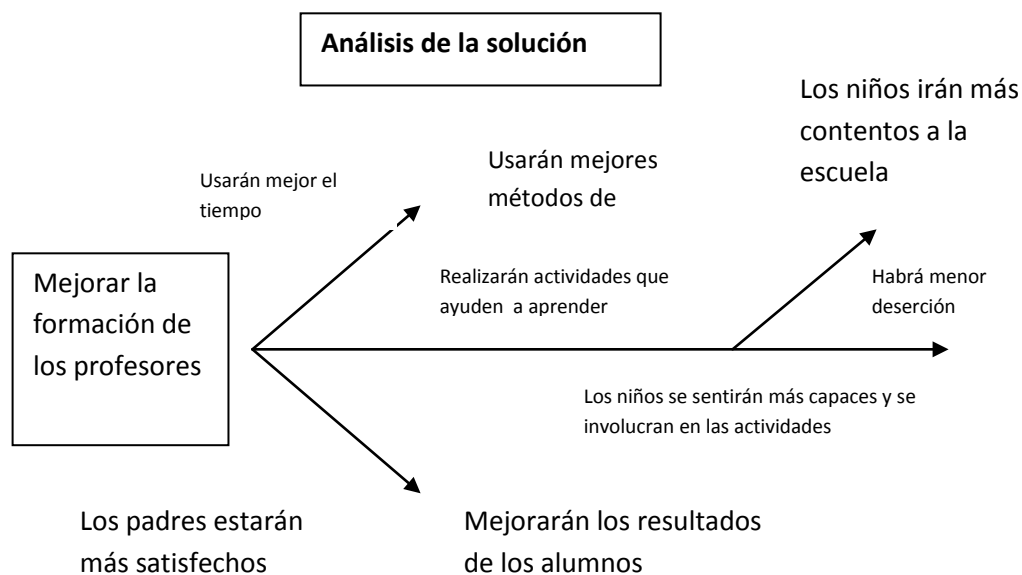 Análisis de la solución
Los niños irán más
contentos a la
escuela
Usarán mejores
métodos de
Usarán mejor el
tiempo
Mejorar la
formación de
los profesores
Realizarán actividades que
ayuden  a aprender
Habrá menor
deserción
Los niños se sentirán más capaces y se
involucran en las actividades
Los padres estarán
más satisfechos
Mejorarán los resultados
de los alumnos